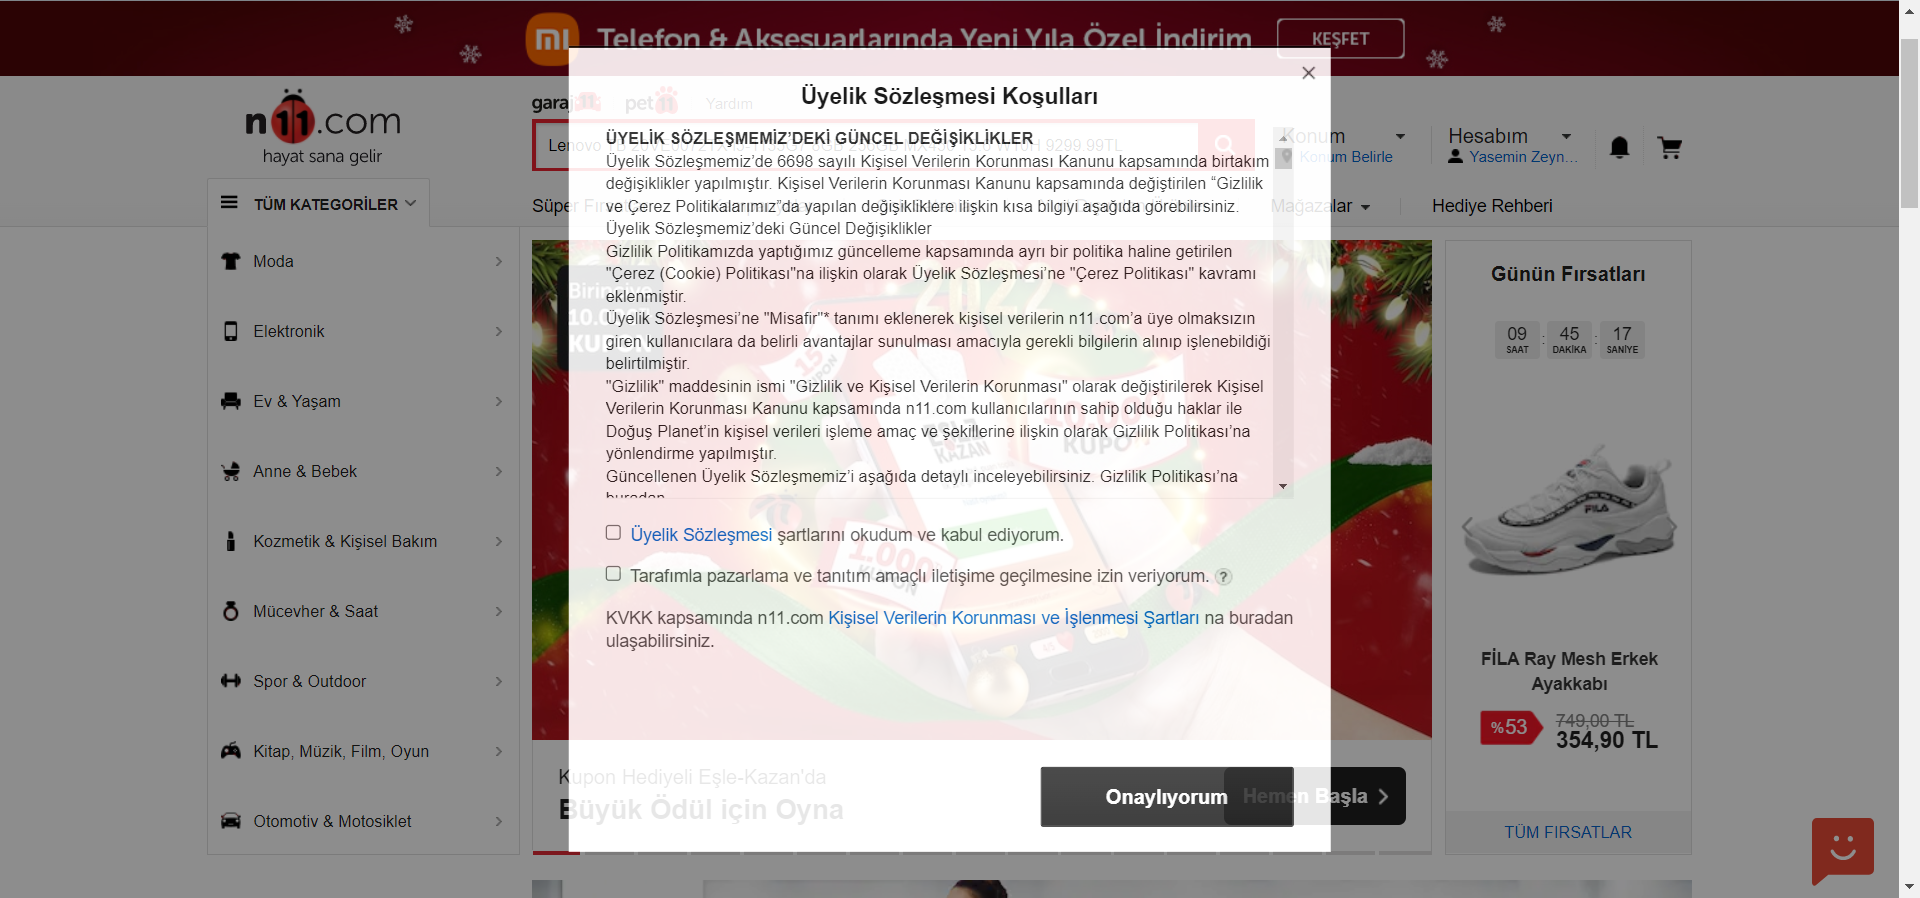 Telefon & Aksesuarlarında Yeni Yıla Özel İndirim
KEŞFET
n11.com
hayat sana gelir
garaj11
pet11
Yardım
Konum
Konum Belirle
Hesabım
Yasemin Zeyn...
TÜM KATEGORİLER
Mağazalar
Hediye Rehberi
Moda
Elektronik
Ev & Yaşam
Anne & Bebek
Kozmetik & Kişisel Bakım
Mücevher & Saat
Spor & Outdoor
Kitap, Müzik, Film, Oyun
Otomotiv & Motosiklet
Üyelik Sözleşmesi Koşulları
ÜYELİK SÖZLEŞMEMİZ’DEKİ GÜNCEL DEĞİŞİKLİKLER
Üyelik Sözleşmemiz’de 6698 sayılı Kişisel Verilerin Korunması Kanunu kapsamında birtakım
değişiklikler yapılmıştır. Kişisel Verilerin Korunması Kanunu kapsamında değiştirilen “Gizlilik
ve Çerez Politikalarımız”da yapılan değişikliklere ilişkin kısa bilgiyi aşağıda görebilirsiniz.
Üyelik Sözleşmemiz’deki Güncel Değişiklikler
Gizlilik Politikamızda yaptığımız güncelleme kapsamında ayrı bir politika haline getirilen
"Çerez (Cookie) Politikası"na ilişkin olarak Üyelik Sözleşmesi’ne "Çerez Politikası" kavramı
eklenmiştir.
Üyelik Sözleşmesi’ne "Misafir"* tanımı eklenerek kişisel verilerin n11.com’a üye olmaksızın
giren kullanıcılara da belirli avantajlar sunulması amacıyla gerekli bilgilerin alınıp işlenebildiği
belirtilmiştir.
"Gizlilik" maddesinin ismi "Gizlilik ve Kişisel Verilerin Korunması" olarak değiştirilerek Kişisel
Verilerin Korunması Kanunu kapsamında n11.com kullanıcılarının sahip olduğu haklar ile
Doğuş Planet’in kişisel verileri işleme amaç ve şekillerine ilişkin olarak Gizlilik Politikası’na
yönlendirme yapılmıştır.
Güncellenen Üyelik Sözleşmemiz’i aşağıda detaylı inceleyebilirsiniz. Gizlilik Politikası’na
buradan
Üyelik Sözleşmesi şartlarını okudum ve kabul ediyorum.
Tarafımla pazarlama ve tanıtım amaçlı iletişime geçilmesine izin veriyorum. ?
KVKK kapsamında n11.com Kişisel Verilerin Korunması ve İşlenmesi Şartları na buradan
ulaşabilirsiniz.
Onaylıyorum
2022
10.000
1.000
KUPON
Kupon Hediyeli Eşle-Kazan'da
Büyük Ödül için Oyna
Hemen Başla
Günün Fırsatları
09 : 45 : 17
SAAT DAKİKA SANİYE
FILA
FİLA Ray Mesh Erkek
Ayakkabı
%53
749,00 TL
354,90 TL
TÜM FIRSATLAR